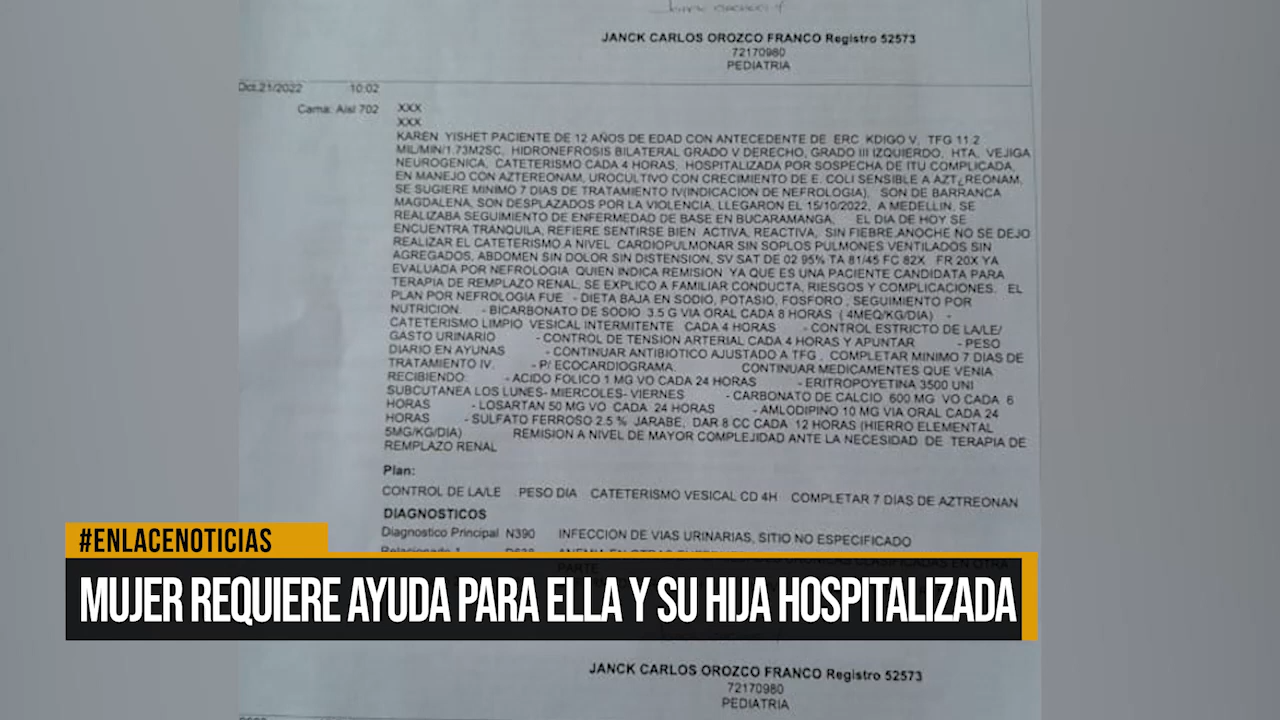 JANCK CARLOS OROZCO FRANCO Registro 52573
72170980
PEDIATRIA
Oct.21/2022 10:02
Cama: Aisl 702 XXX
XXX
KAREN YISHET PACIENTE DE 12 AÑOS DE EDAD CON ANTECEDENTE DE ERC KDIGO V, TFG 11.2
MIL/MIN/1.73M2SC, HIDRONEFROSIS BILATERAL GRADO V DERECHO, GRADO III IZQUIERDO, HTA, VEJIGA
NEUROGENICA, CATETERISMO CADA 4 HORAS, HOSPITALIZADA POR SOSPECHA DE ITU COMPLICADA,
EN MANEJO CON AZTEREONAM, UROCULTIVO CON CRECIMIENTO DE E. COLI SENSIBLE A AZT¿REONAM,
SE SUGIERE MINIMO 7 DIAS DE TRATAMIENTO IV(INDICACION DE NEFROLOGIA), SON DE BARRANCA
MAGDALENA, SON DESPLAZADOS POR LA VIOLENCIA, LLEGARON EL 15/10/2022, A MEDELLIN, SE
REALIZABA SEGUIMIENTO DE ENFERMEDAD DE BASE EN BUCARAMANGA, EL DIA DE HOY SE
ENCUENTRA TRANQUILA, REFIERE SENTIRSE BIEN ACTIVA, REACTIVA, SIN FIEBRE.ANOCHE NO SE DEJO
REALIZAR EL CATETERISMO.A NIVEL CARDIOPULMONAR SIN SOPLOS PULMONES VENTILADOS SIN
AGREGADOS, ABDOMEN SIN DOLOR SIN DISTENSION, SV SAT DE 02 95% TA 81/45 FC 82X FR 20X YA
EVALUADA POR NEFROLOGIA QUIEN INDICA REMISION YA QUE ES UNA PACIENTE CANDIDATA PARA
TERAPIA DE REMPLAZO RENAL, SE EXPLICO A FAMILIAR CONDUCTA, RIESGOS Y COMPLICACIONES. EL
PLAN POR NEFROLOGIA FUE - DIETA BAJA EN SODIO, POTASIO, FOSFORO , SEGUIMIENTO POR
NUTRICION. - BICARBONATO DE SODIO 3.5 G VIA ORAL CADA 8 HORAS ( 4MEQ/KG/DIA) -
CATETERISMO LIMPIO VESICAL INTERMITENTE CADA 4 HORAS - CONTROL ESTRICTO DE LA/LE/
GASTO URINARIO - CONTROL DE TENSION ARTERIAL CADA 4 HORAS Y APUNTAR - PESO
DIARIO EN AYUNAS - CONTINUAR ANTIBIOTICO AJUSTADO A TFG , COMPLETAR MINIMO 7 DIAS DE
TRATAMIENTO IV. - P/ ECOCARDIOGRAMA. CONTINUAR MEDICAMENTES QUE VENIA
RECIBIENDO: - ACIDO FOLICO 1 MG VO CADA 24 HORAS - ERITROPOYETINA 3500 UNI
SUBCUTANEA LOS LUNES- MIERCOLES- VIERNES - CARBONATO DE CALCIO 600 MG VO CADA 6
HORAS - LOSARTAN 50 MG VO CADA 24 HORAS - AMLODIPINO 10 MG VIA ORAL CADA 24
HORAS - SULFATO FERROSO 2.5 % JARABE, DAR 8 CC CADA 12 HORAS (HIERRO ELEMENTAL
5MG/KG/DIA) REMISION A NIVEL DE MAYOR COMPLEJIDAD ANTE LA NECESIDAD DE TERAPIA DE
REMPLAZO RENAL
Plan:
CONTROL DE LA/LE PESO DIA CATETERISMO VESICAL CD 4H COMPLETAR 7 DIAS DE AZTREONAN
DIAGNOSTICOS
Diagnostico Principal N390 INFECCION DE VIAS URINARIAS, SITIO NO ESPECIFICADO
#ENLACENOTICIAS
PARTE
MUJER REQUIERE AYUDA PARA ELLA Y SU HIJA HOSPITALIZADA
JANCK CARLOS OROZCO FRANCO Registro 52573
72170980
PEDIATRIA